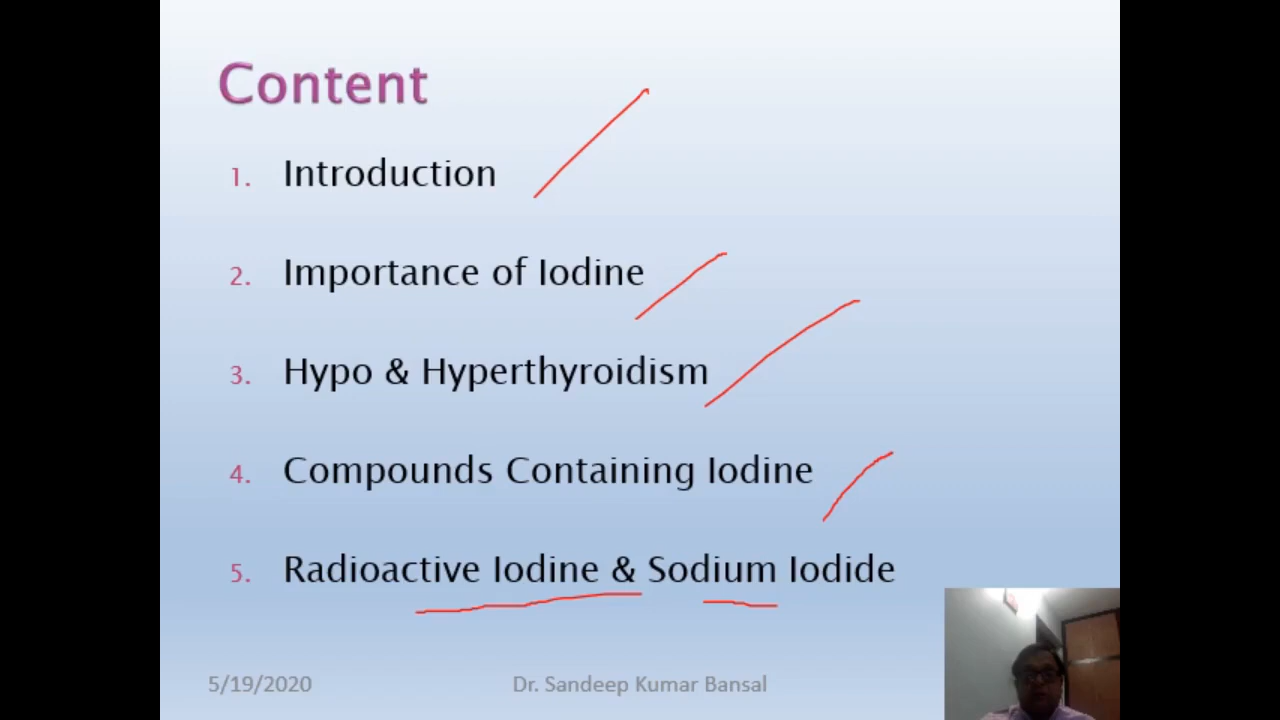 Content
1. Introduction
2. Importance of Iodine
3. Hypo & Hyperthyroidism
4. Compounds Containing Iodine
5. Radioactive Iodine & Sodium Iodide
5/19/2020 Dr. Sandeep Kumar Bansal